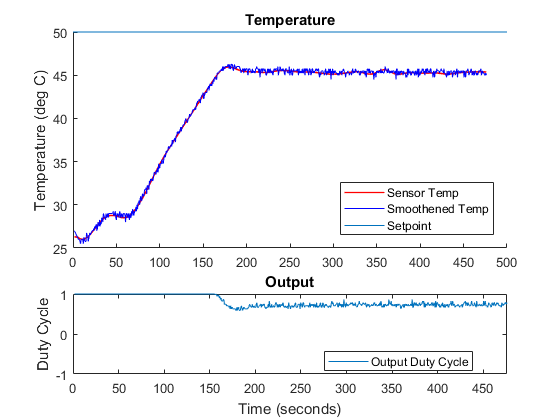 Temperature
50
45
40
35
30
25
Temperature (deg C)
Sensor Temp
Smoothened Temp
Setpoint
0 50 100 150 200 250 300 350 400 450 500
Output
1
0
-1
Duty Cycle
Output Duty Cycle
0 50 100 150 200 250 300 350 400 450
Time (seconds)